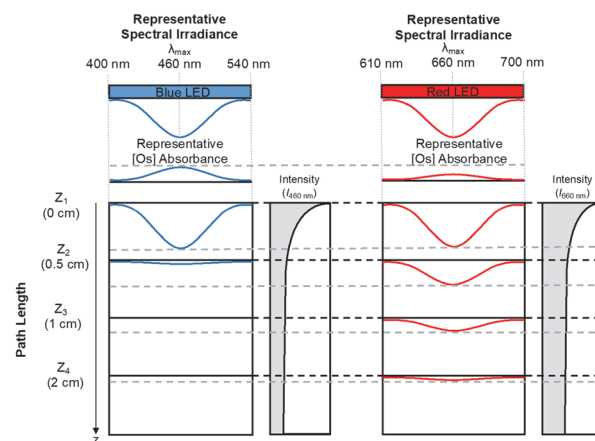 Representative
Spectral Irradiance
λmax
400 nm 460 nm 540 nm
Blue LED
Representative
[Os] Absorbance
Intensity
(I460 nm)
Representative
Spectral Irradiance
λmax
610 nm 660 nm 700 nm
Red LED
Representative
[Os] Absorbance
Intensity
(I660 nm)
Path Length
Z1
(0 cm)
Z2
(0.5 cm)
Z3
(1 cm)
Z4
(2 cm)